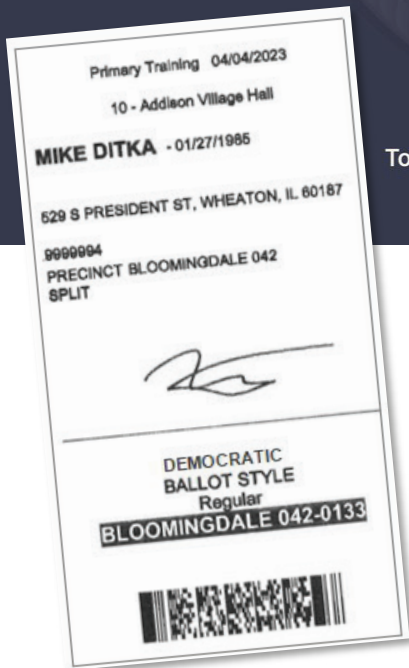 Primary Training 04/04/2023
10 - Addison Village Hall
MIKE DITKA - 01/27/1985
To
529 S PRESIDENT ST, WHEATON, IL 60187
9999994
PRECINCT BLOOMINGDALE 042
SPLIT
DEMOCRATIC
BALLOT STYLE
Regular
BLOOMINGDALE 042-0133